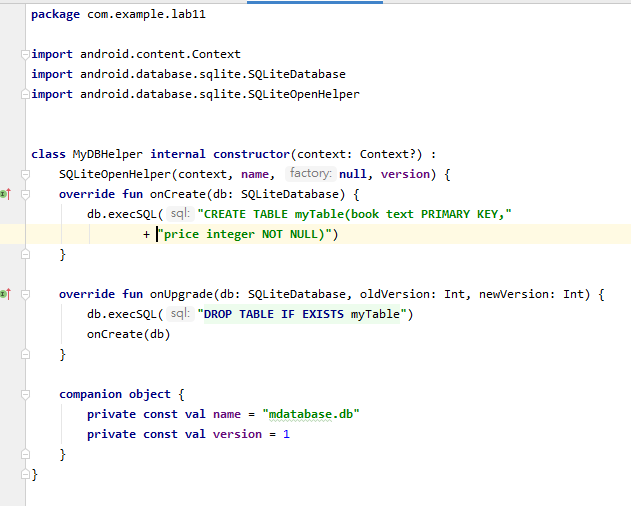 package com.example.lab11
import android.content.Context
import android.database.sqlite.SQLiteDatabase
import android.database.sqlite.SQLiteOpenHelper
class MyDBHelper internal constructor(context: Context?) :
SQLiteOpenHelper(context, name, factory: null, version) {
override fun onCreate(db: SQLiteDatabase) {
db.execSQL( sql: "CREATE TABLE myTable(book text PRIMARY KEY,"
+ "price integer NOT NULL)")
}
override fun onUpgrade(db: SQLiteDatabase, oldVersion: Int, newVersion: Int) {
db.execSQL( sql: "DROP TABLE IF EXISTS myTable")
onCreate(db)
}
companion object {
private const val name = "mdatabase.db"
private const val version = 1
}
}